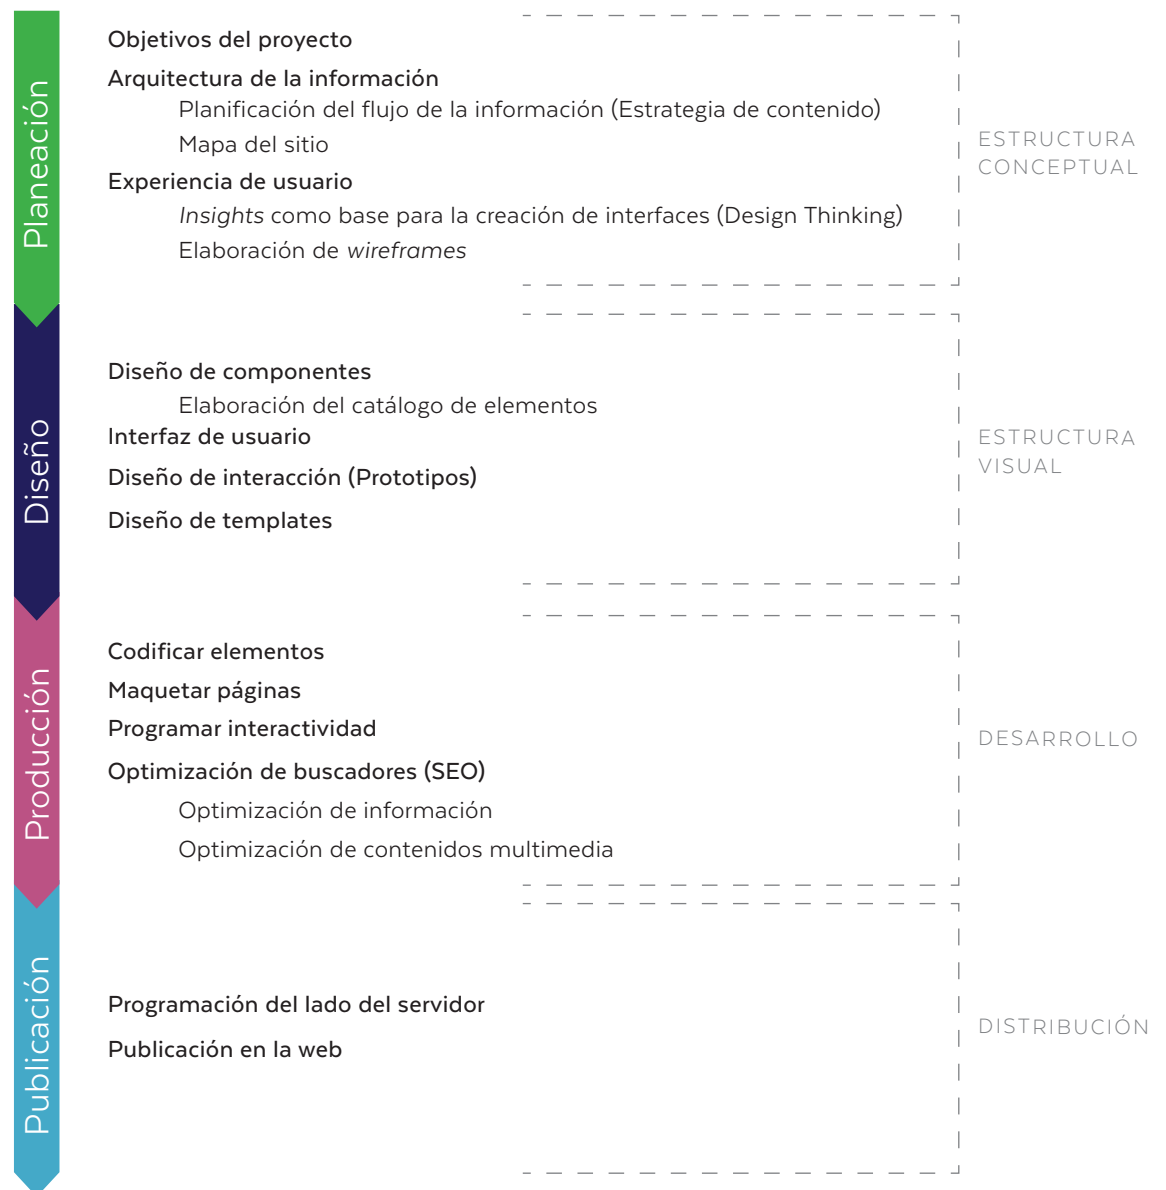 Planeación
Objetivos del proyecto
Arquitectura de la información
Planificación del flujo de la información (Estrategia de contenido)
Mapa del sitio
Experiencia de usuario
Insights como base para la creación de interfaces (Design Thinking)
Elaboración de wireframes
ESTRUCTURA
CONCEPTUAL
Diseño
Diseño de componentes
Elaboración del catálogo de elementos
Interfaz de usuario
Diseño de interacción (Prototipos)
Diseño de templates
ESTRUCTURA
VISUAL
Producción
Codificar elementos
Maquetar páginas
Programar interactividad
Optimización de buscadores (SEO)
Optimización de información
Optimización de contenidos multimedia
DESARROLLO
Publicación
Programación del lado del servidor
Publicación en la web
DISTRIBUCIÓN